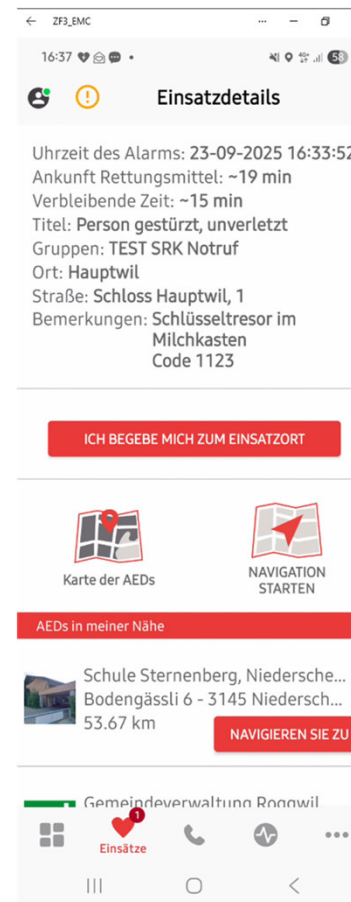 ZF3_EMC
16:37
58
Einsatzdetails
Uhrzeit des Alarms: 23-09-2025 16:33:52
Ankunft Rettungsmittel: ~19 min
Verbleibende Zeit: ~15 min
Titel: Person gestürzt, unverletzt
Gruppen: TEST SRK Notruf
Ort: Hauptwil
Straße: Schloss Hauptwil, 1
Bemerkungen: Schlüsseltresor im
Milchkasten
Code 1123
ICH BEGEBE MICH ZUM EINSATZORT
Karte der AEDs
NAVIGATION
STARTEN
AEDs in meiner Nähe
Schule Sternenberg, Niedersche...
Bodengässli 6 - 3145 Niedersch...
53.67 km
NAVIGIEREN SIE ZU
Gemeindeverwaltung Roggwil
1
Einsätze